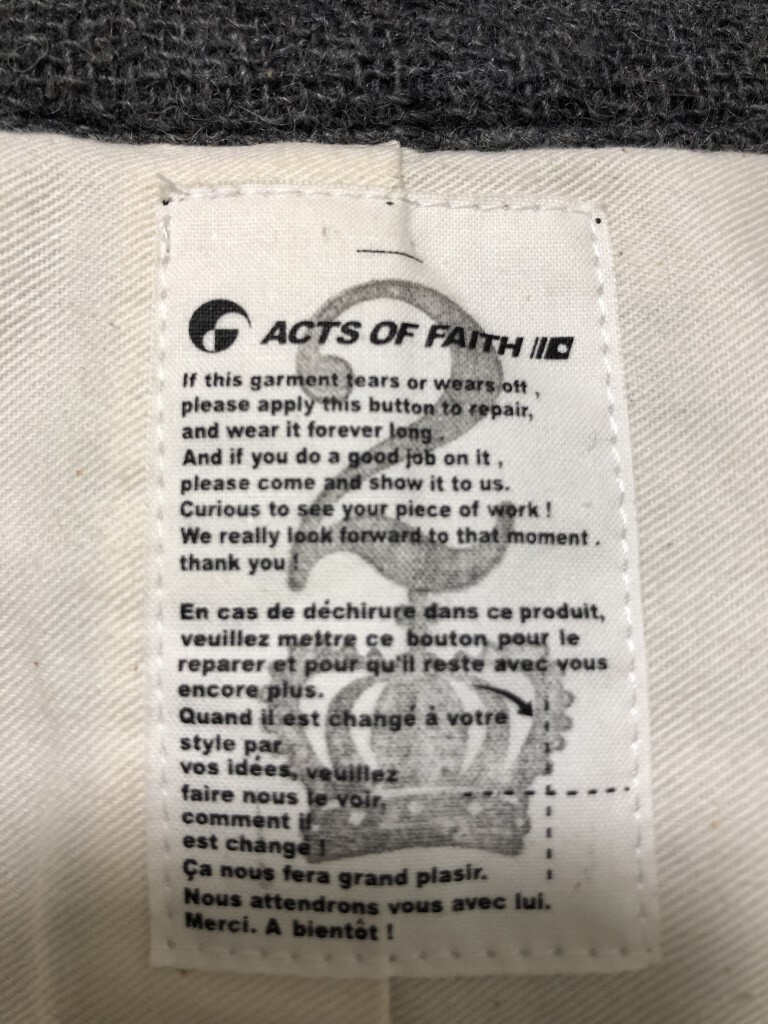 ACTS OF FAITH
If this garment tears or wears off ,
please apply this button to repair,
and wear it forever long .
And if you do a good job on it ,
please come and show it to us.
Curious to see your piece of work !
We really look forward to that moment .
thank you !
En cas de déchirure dans ce produit,
veuillez mettre ce bouton pour le
reparer et pour qu'il reste avec vous
encore plus.
Quand il est changé à votre
style par
vos idées, veuillez
faire nous le voir,
comment il
est changé !
Ça nous fera grand plasir.
Nous attendrons vous avec lui.
Merci. A bientôt !